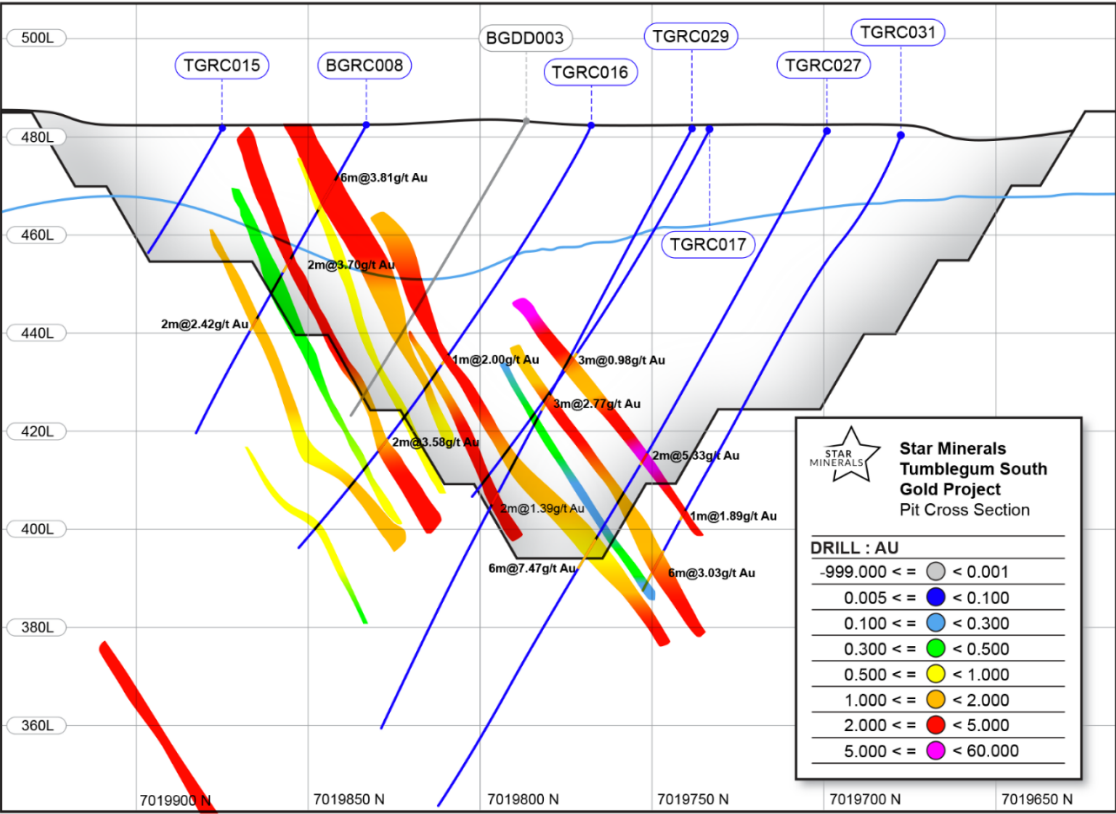 500L
BGDD003
TGRC029
TGRC031
TGRC015
BGRC008
TGRC016
TGRC027
480L
6m@3.81g/t Au
460L
TGRC017
2m@3.70g/t Au
440L
2m@2.42g/t Au
1m@2.00g/t Au
3m@0.98g/t Au
3m@2.77g/t Au
420L
2m@3.58g/t Au
2m@5.33g/t Au
400L
2m@1.39g/t Au
1m@1.89g/t Au
6m@7.47g/t Au
6m@3.03g/t Au
380L
360L
7019900 N
7019850 N
7019800 N
7019750 N
7019700 N
7019650 N
STAR
MINERALS
Star Minerals
Tumblegum South
Gold Project
Pit Cross Section
DRILL : AU
-999.000 < = < 0.001
0.005 < = < 0.100
0.100 < = < 0.300
0.300 < = < 0.500
0.500 < = < 1.000
1.000 < = < 2.000
2.000 < = < 5.000
5.000 < = < 60.000